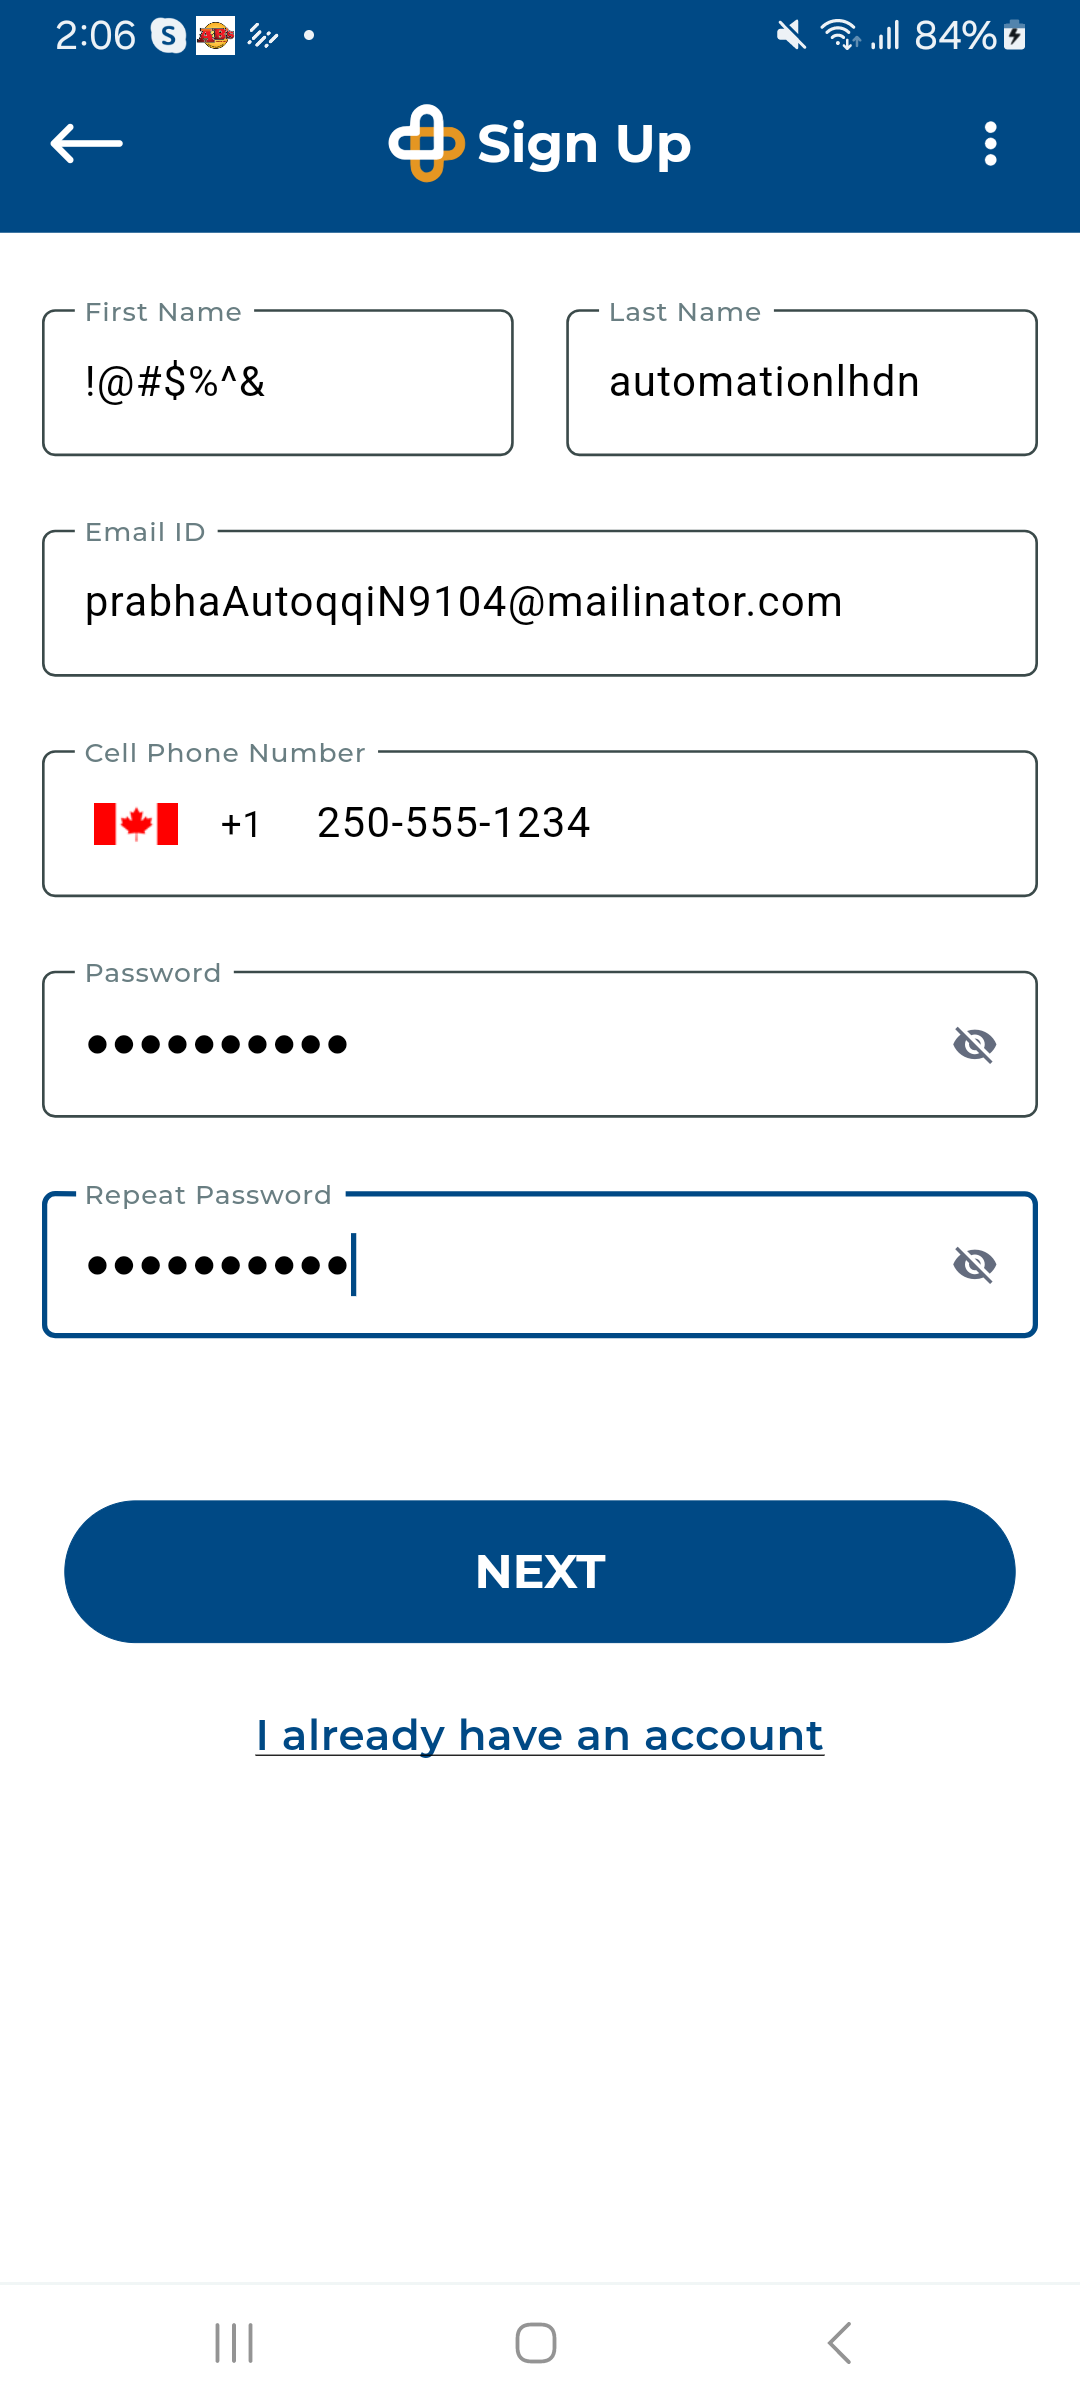 2:06 S AB's 84%
Sign Up
First Name
Last Name
!@#$%^&
automationlhdn
Email ID
prabhaAutoqqiN9104@mailinator.com
Cell Phone Number
+1 250-555-1234
Password
••••••••••
Repeat Password
••••••••••
NEXT
I already have an account